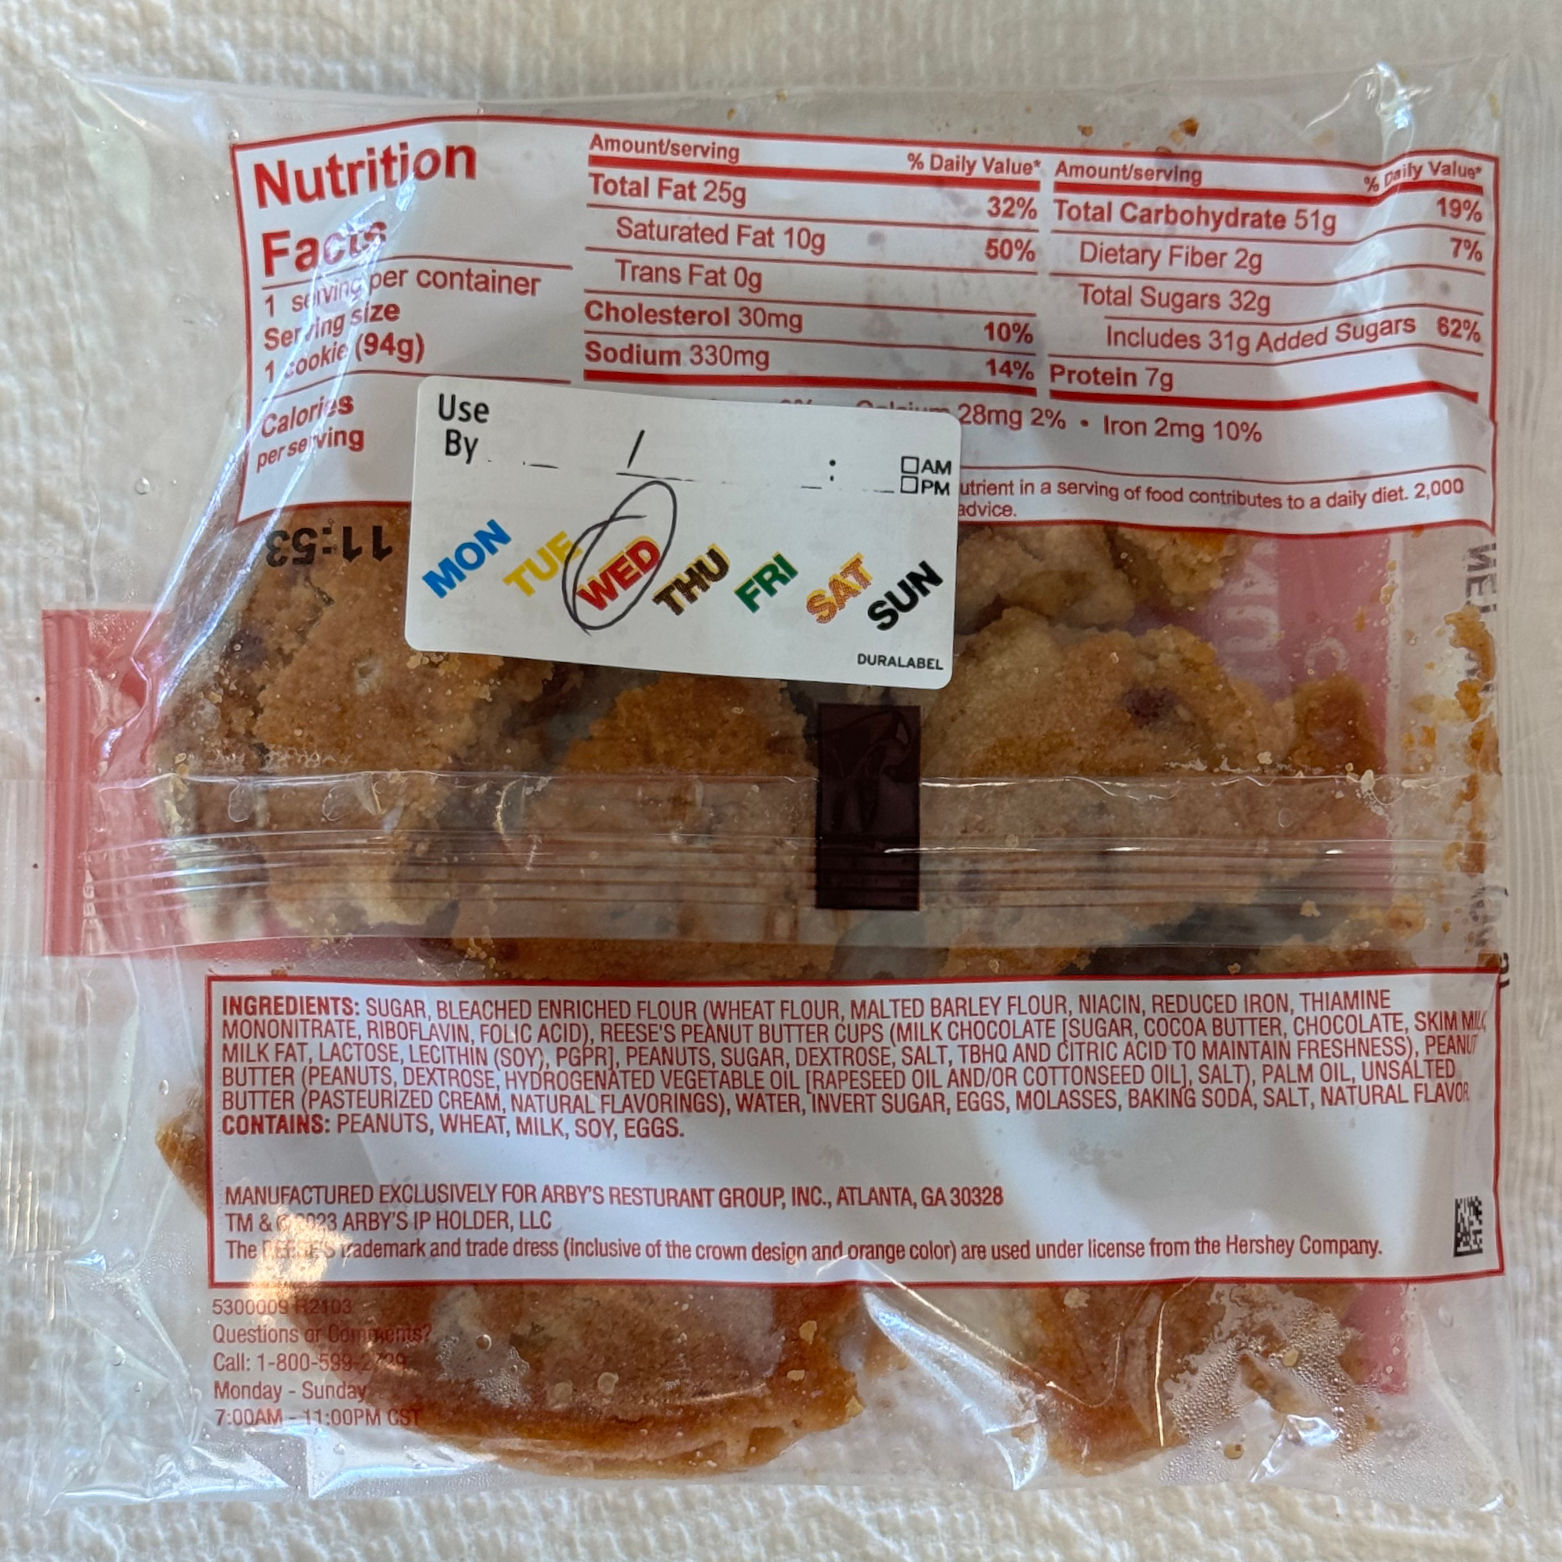 Nutrition
Facts
1 serving per container
Serving size
1 cookie (94g)
Calories
per serving
Amount/serving % Daily Value*
Total Fat 25g 32%
Saturated Fat 10g 50%
Trans Fat 0g
Cholesterol 30mg 10%
Sodium 330mg 14%
Amount/serving % Daily Value*
Total Carbohydrate 51g 19%
Dietary Fiber 2g 7%
Total Sugars 32g
Includes 31g Added Sugars 62%
Protein 7g
Calcium 28mg 2% • Iron 2mg 10%
in a serving of food contributes to a daily diet. 2,000
advice.
Use
By / :
AM
PM
MON TUE WED THU FRI SAT SUN
DURALABEL
11:53
INGREDIENTS: SUGAR, BLEACHED ENRICHED FLOUR (WHEAT FLOUR, MALTED BARLEY FLOUR, NIACIN, REDUCED IRON, THIAMINE
MONONITRATE, RIBOFLAVIN, FOLIC ACID), REESE'S PEANUT BUTTER CUPS (MILK CHOCOLATE [SUGAR, COCOA BUTTER, CHOCOLATE, SKIM MILK,
MILK FAT, LACTOSE, LECITHIN (SOY), PGPR], PEANUTS, SUGAR, DEXTROSE, SALT, TBHQ AND CITRIC ACID TO MAINTAIN FRESHNESS), PEANUT
BUTTER (PEANUTS, DEXTROSE, HYDROGENATED VEGETABLE OIL [RAPESEED OIL AND/OR COTTONSEED OIL], SALT), PALM OIL, UNSALTED
BUTTER (PASTEURIZED CREAM, NATURAL FLAVORINGS), WATER, INVERT SUGAR, EGGS, MOLASSES, BAKING SODA, SALT, NATURAL FLAVOR.
CONTAINS: PEANUTS, WHEAT, MILK, SOY, EGGS.
MANUFACTURED EXCLUSIVELY FOR ARBY'S RESTURANT GROUP, INC., ATLANTA, GA 30328
TM & © 2023 ARBY'S IP HOLDER, LLC
The REESE'S trademark and trade dress (inclusive of the crown design and orange color) are used under license from the Hershey Company.
5300009 R2103
Questions or Comments?
Call: 1-800-599-2729
Monday - Sunday
7:00AM - 11:00PM CST